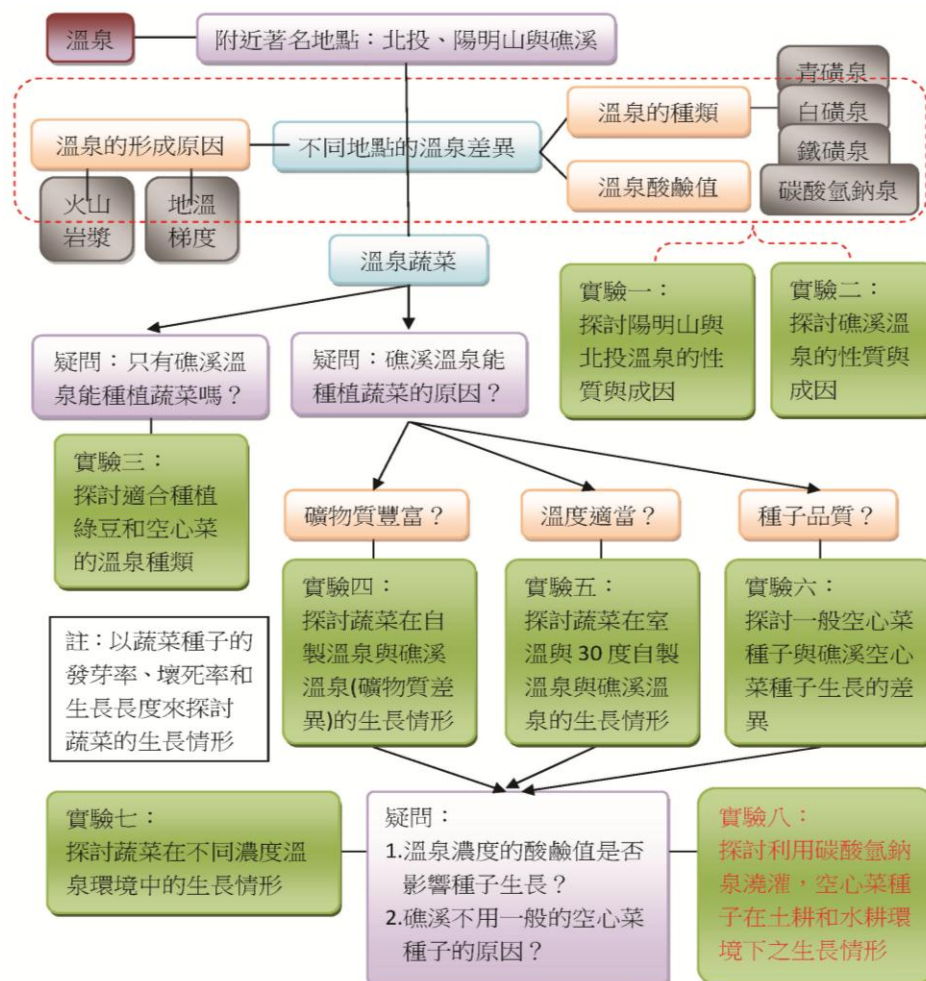 溫泉
附近著名地點：北投、陽明山與礁溪
青磺泉
溫泉的種類
白磺泉
溫泉的形成原因
不同地點的溫泉差異
鐵磺泉
溫泉酸鹼值
碳酸氫鈉泉
火山
岩漿
地溫
梯度
溫泉蔬菜
實驗一：
探討陽明山與
北投溫泉的性
質與成因
實驗二：
探討礁溪溫
泉的性質與
成因
疑問：只有礁溪溫
泉能種植蔬菜嗎？
疑問：礁溪溫泉能
種植蔬菜的原因？
實驗三：
探討適合種植
綠豆和空心菜
的溫泉種類
礦物質豐富？
溫度適當？
種子品質？
實驗四：
探討蔬菜在自
製溫泉與礁溪
溫泉(礦物質差
異)的生長情形
實驗五：
探討蔬菜在室
溫與 30 度自製
溫泉與礁溪溫
泉的生長情形
實驗六：
探討一般空心菜
種子與礁溪空心
菜種子生長的差
異
註：以蔬菜種子的
發芽率、壞死率和
生長長度來探討
蔬菜的生長情形
實驗七：
探討蔬菜在不同濃度溫
泉環境中的生長情形
疑問：
1.溫泉濃度的酸鹼值是否
影響種子生長？
2.礁溪不用一般的空心菜
種子的原因？
實驗八：
探討利用碳酸氫鈉
泉澆灌，空心菜種
子在土耕和水耕環
境下之生長情形